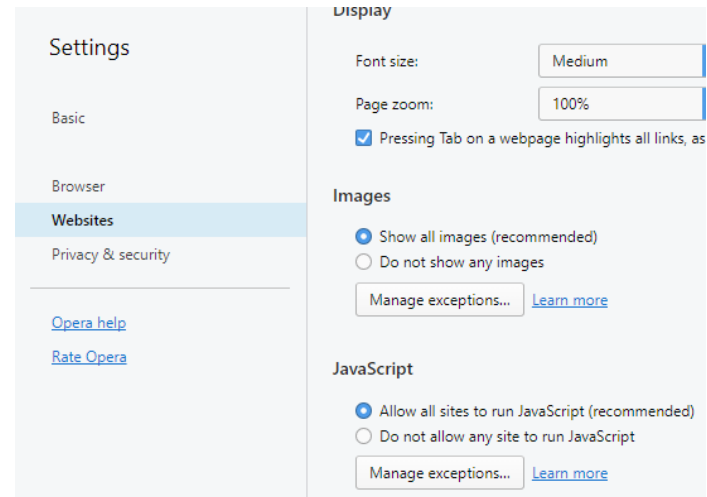 Settings
Basic
Browser
Websites
Privacy & security
Opera help
Rate Opera
Display
Font size:
Medium
Page zoom:
100%
Pressing Tab on a webpage highlights all links, as
Images
Show all images (recommended)
Do not show any images
Manage exceptions... Learn more
JavaScript
Allow all sites to run JavaScript (recommended)
Do not allow any site to run JavaScript
Manage exceptions... Learn more